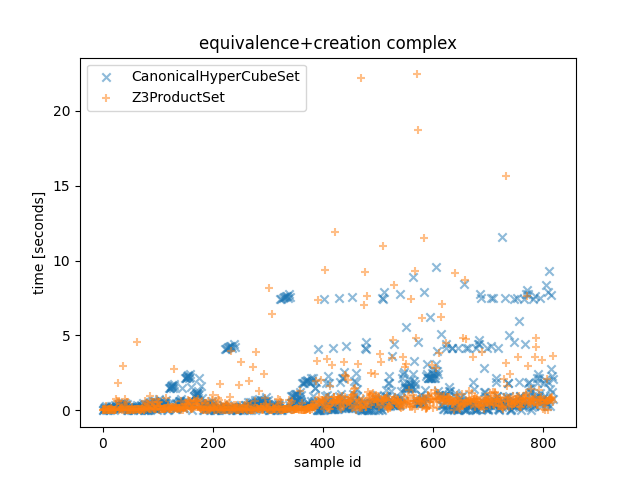 equivalence+creation complex
CanonicalHyperCubeSet
Z3ProductSet
time [seconds]
20
15
10
5
0
0 200 400 600 800
sample id